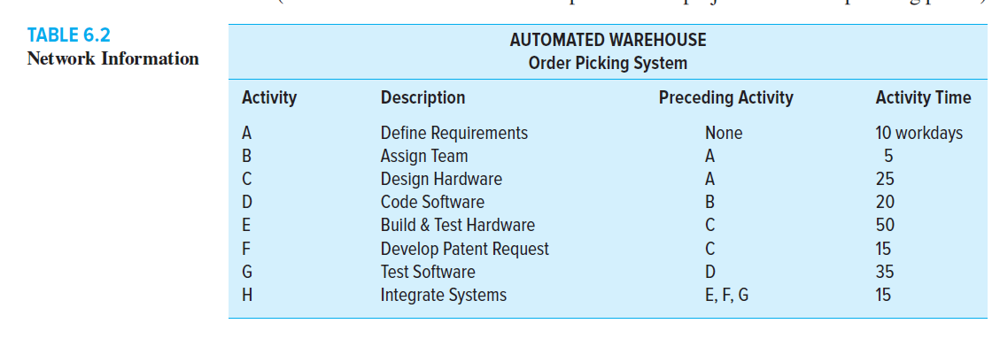 TABLE 6.2
Network Information
AUTOMATED WAREHOUSE
Order Picking System
Activity Description Preceding Activity Activity Time
A Define Requirements None 10 workdays
B Assign Team A 5
C Design Hardware A 25
D Code Software B 20
E Build & Test Hardware C 50
F Develop Patent Request C 15
G Test Software D 35
H Integrate Systems E, F, G 15